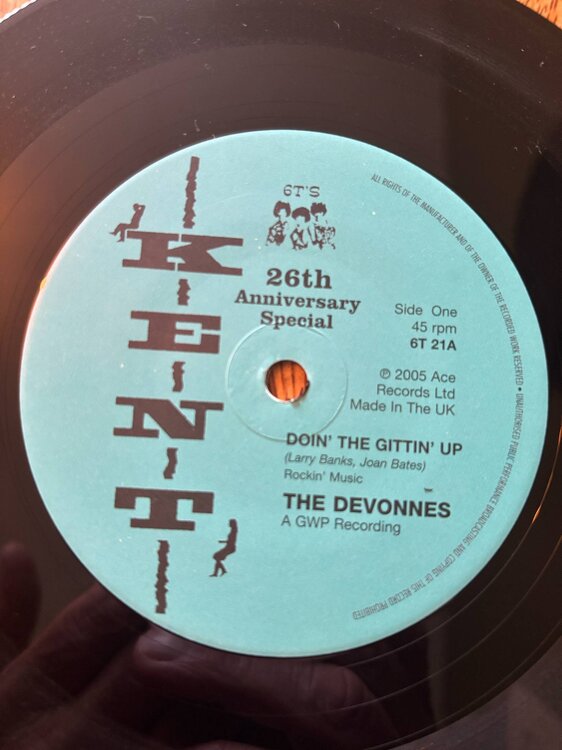 KENT
6T'S
26th
Anniversary
Special
Side One
45 rpm
6T 21A
℗ 2005 Ace
Records Ltd
Made In The UK
DOIN' THE GITTIN' UP
(Larry Banks, Joan Bates)
Rockin' Music
THE DEVONNES
A GWP Recording
ALL RIGHTS OF THE MANUFACTURER AND OF THE OWNER OF THE RECORDED WORK RESERVED • UNAUTHORISED PUBLIC PERFORMANCE BROADCASTING AND COPYING OF THIS RECORD PROHIBITED